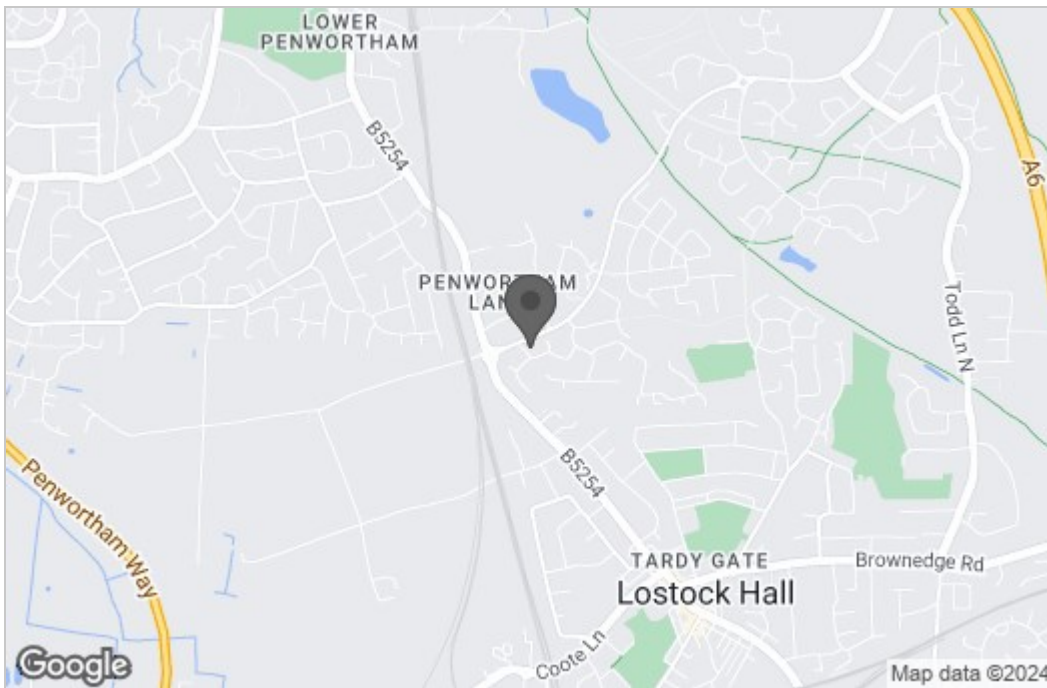 LOWER
PENWORTHAM
B5254
A6
PENWORTHAM
LANE
Todd Ln N
B5254
Penwortham Way
TARDY GATE
Brownedge Rd
Lostock Hall
Coote Ln
Google
Map data ©2024